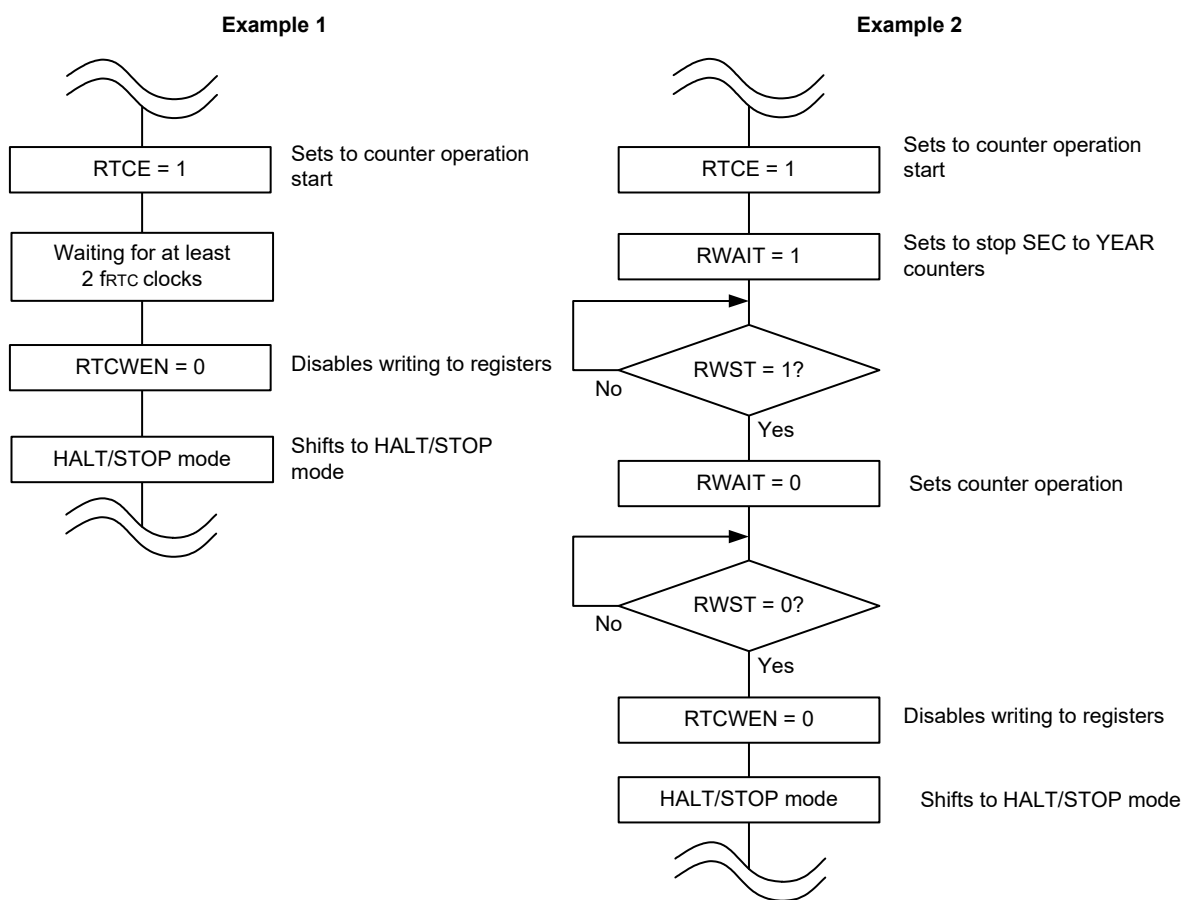 Example 1
RTCE = 1
Sets to counter operation
start
Waiting for at least
2 fRTC clocks
RTCWEN = 0
Disables writing to registers
HALT/STOP mode
Shifts to HALT/STOP
mode
Example 2
RTCE = 1
Sets to counter operation
start
RWAIT = 1
Sets to stop SEC to YEAR
counters
RWST = 1?
No
Yes
RWAIT = 0
Sets counter operation
RWST = 0?
No
Yes
RTCWEN = 0
Disables writing to registers
HALT/STOP mode
Shifts to HALT/STOP mode